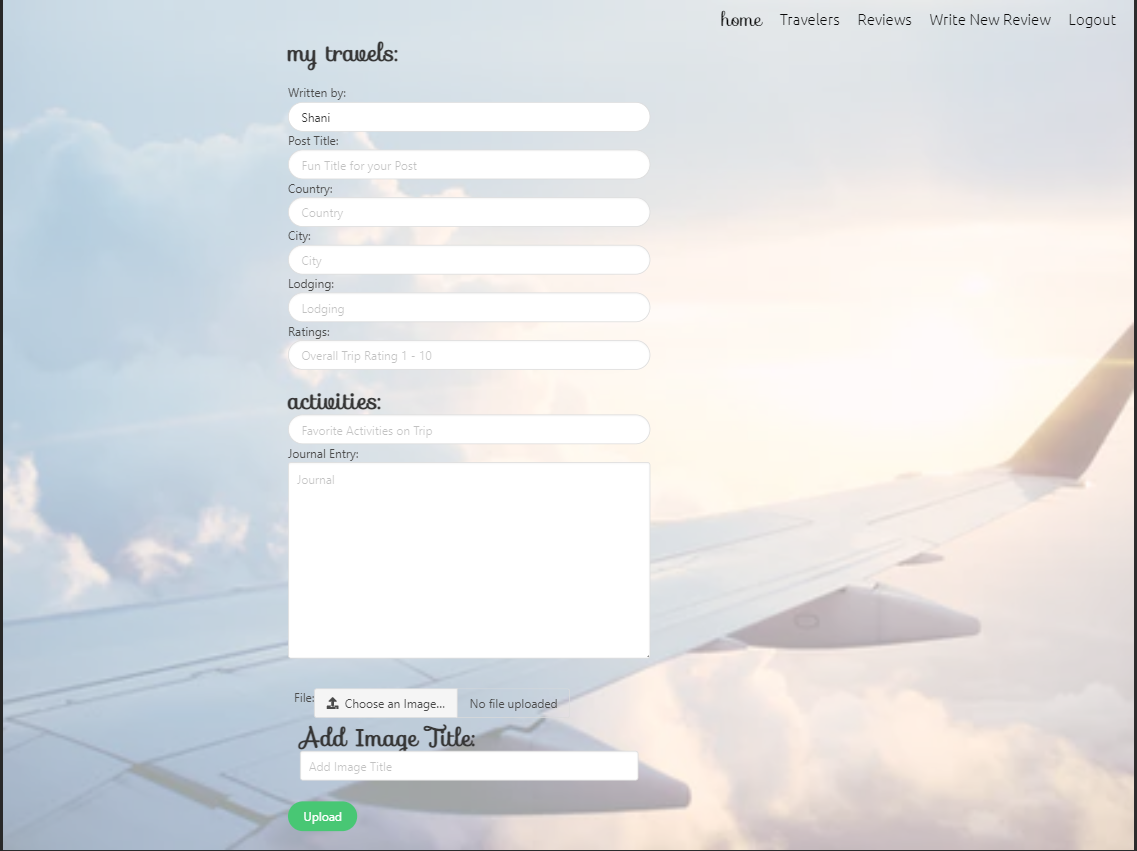 home Travelers Reviews Write New Review Logout
my travels:
Written by:
Shani
Post Title:
Fun Title for your Post
Country:
Country
City:
City
Lodging:
Lodging
Ratings:
Overall Trip Rating 1 - 10
activities:
Favorite Activities on Trip
Journal Entry:
Journal
File: Choose an Image... No file uploaded
Add Image Title:
Add Image Title
Upload